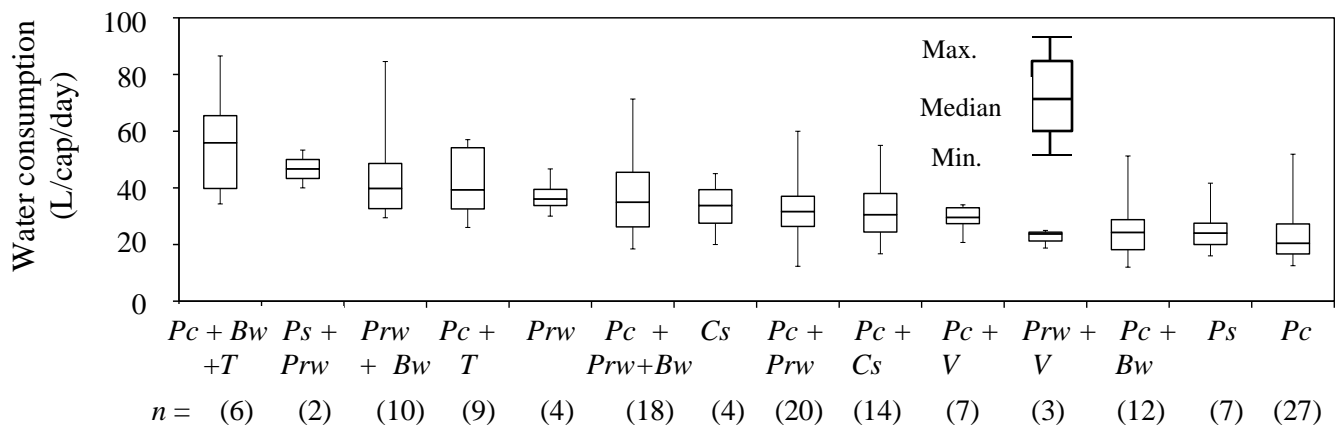 Water consumption
(L/cap/day)
100
80
60
40
20
0
Max.
Median
Min.
Pc + Bw Ps + Prw Pc + Prw Pc + Cs Pc + Pc + Pc + Prw + Pc + Ps Pc
+T Prw + Bw T Prw+Bw Prw Cs V V Bw
n = (6) (2) (10) (9) (4) (18) (4) (20) (14) (7) (3) (12) (7) (27)